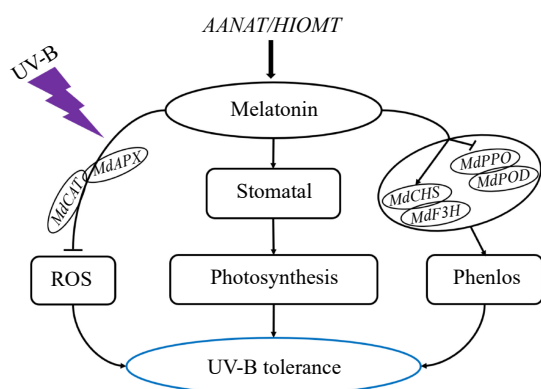 AANAT/HIOMT
UV-B
Melatonin
MdAPX
MdCAT
MdPPO
MdPOD
MdCHS
MdF3H
Stomatal
ROS
Photosynthesis
Phenlos
UV-B tolerance